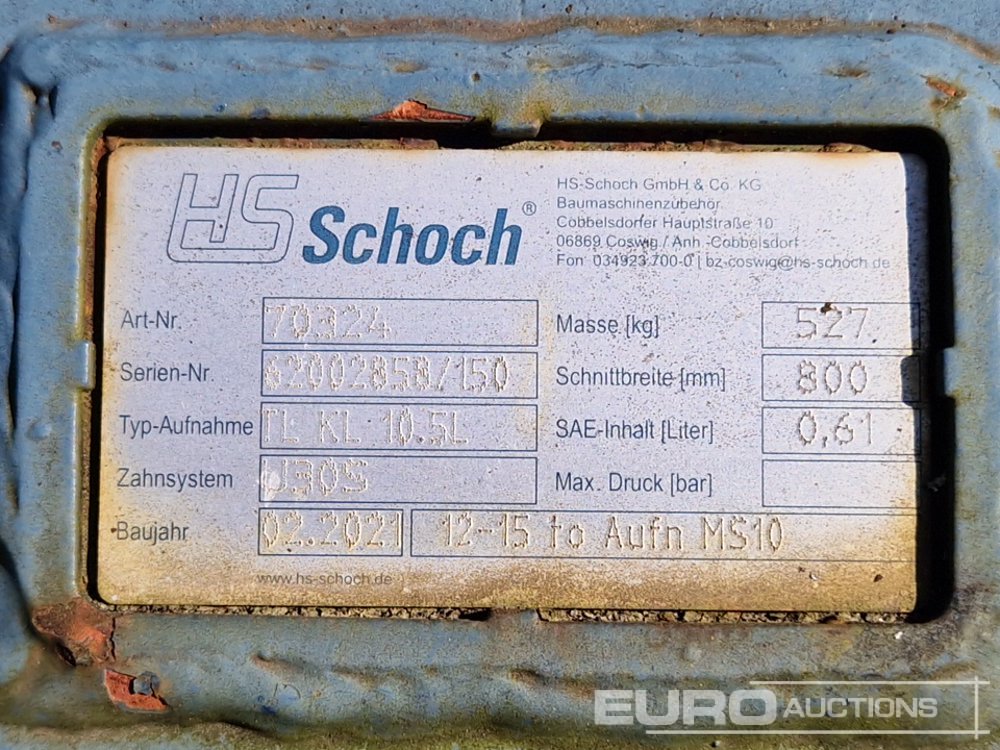 HS Schoch®
HS-Schoch GmbH & Co. KG
Baumaschinenzubehör
Cobbelsdorfer Hauptstraße 10
06869 Coswig / Anh.-Cobbelsdorf
Fon 034923 700-0 | bz-coswig@hs-schoch.de
Art-Nr. 70324 Masse [kg] 527
Serien-Nr. 62002858/150 Schnittbreite [mm] 800
Typ-Aufnahme TL KL 10.5L SAE-Inhalt [Liter] 0,61
Zahnsystem U30S Max. Druck [bar]
Baujahr 02.2021 12-15 to Aufn MS10
www.hs-schoch.de
EURO AUCTIONS